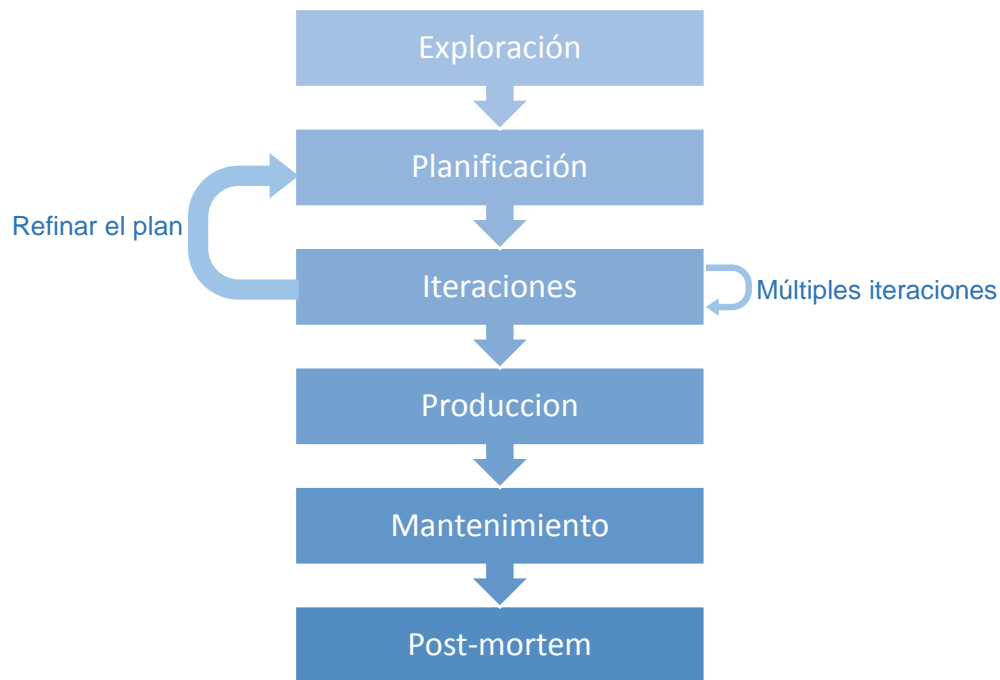 Exploración
Planificación
Refinar el plan
Iteraciones
Múltiples iteraciones
Produccion
Mantenimiento
Post-mortem